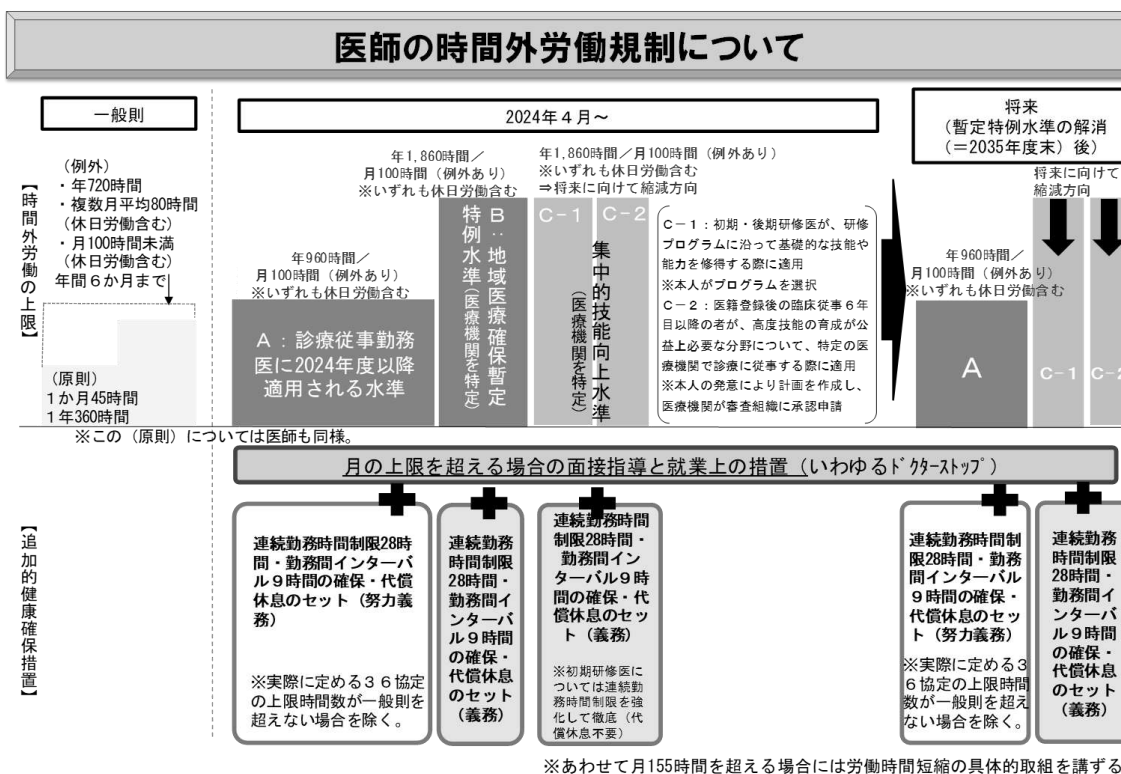 医師の時間外労働規制について
一般則
2024年４月～
将来
（暫定特例水準の解消
（＝2035年度末）後）
【時間外労働の上限】
（例外）
・年720時間
・複数月平均80時間
（休日労働含む）
・月100時間未満
（休日労働含む）
年間６か月まで
（原則）
１か月45時間
１年360時間
※この（原則）については医師も同様。
年960時間／
月100時間（例外あり）
※いずれも休日労働含む
Ａ：診療従事勤務
医に2024年度以降
適用される水準
年1,860時間／
月100時間（例外あり）
※いずれも休日労働含む
Ｂ：地域医療確保暫定
特例水準（医療機関を特定）
年1,860時間／月100時間（例外あり）
※いずれも休日労働含む
⇒将来に向けて縮減方向
Ｃ－１
Ｃ－２
集中的技能向上水準
（医療機関を特定）
Ｃ－１：初期・後期研修医が、研修
プログラムに沿って基礎的な技能や
能力を修得する際に適用
※本人がプログラムを選択
Ｃ－２：医籍登録後の臨床従事６年
目以降の者が、高度技能の育成が公
益上必要な分野について、特定の医
療機関で診療に従事する際に適用
※本人の発意により計画を作成し、
医療機関が審査組織に承認申請
年960時間／
月100時間（例外あり）
※いずれも休日労働含む
Ａ
将来に向けて
縮減方向
Ｃ－１
Ｃ－２
月の上限を超える場合の面接指導と就業上の措置（いわゆるﾄﾞｸﾀｰｽﾄｯﾌﾟ）
【追加的健康確保措置】
連続勤務時間制限28時
間・勤務間インターバ
ル９時間の確保・代償
休息のセット（努力義
務）
※実際に定める３６協定
の上限時間数が一般則を
超えない場合を除く。
連続勤務
時間制限
28時間・
勤務間イ
ンターバ
ル９時間
の確保・
代償休息
のセット
（義務）
連続勤務時間
制限28時間・
勤務間イン
ターバル９時
間の確保・代
償休息のセッ
ト（義務）
※初期研修医に
ついては連続勤
務時間制限を強
化して徹底（代
償休息不要）
連続勤務時間制
限28時間・勤務
間インターバル
９時間の確保・
代償休息のセッ
ト（努力義務）
※実際に定める３
６協定の上限時間
数が一般則を超え
ない場合を除く。
連続勤務
時間制限
28時間・
勤務間イ
ンターバ
ル９時間
の確保・
代償休息
のセット
（義務）
※あわせて月155時間を超える場合には労働時間短縮の具体的取組を講ずる